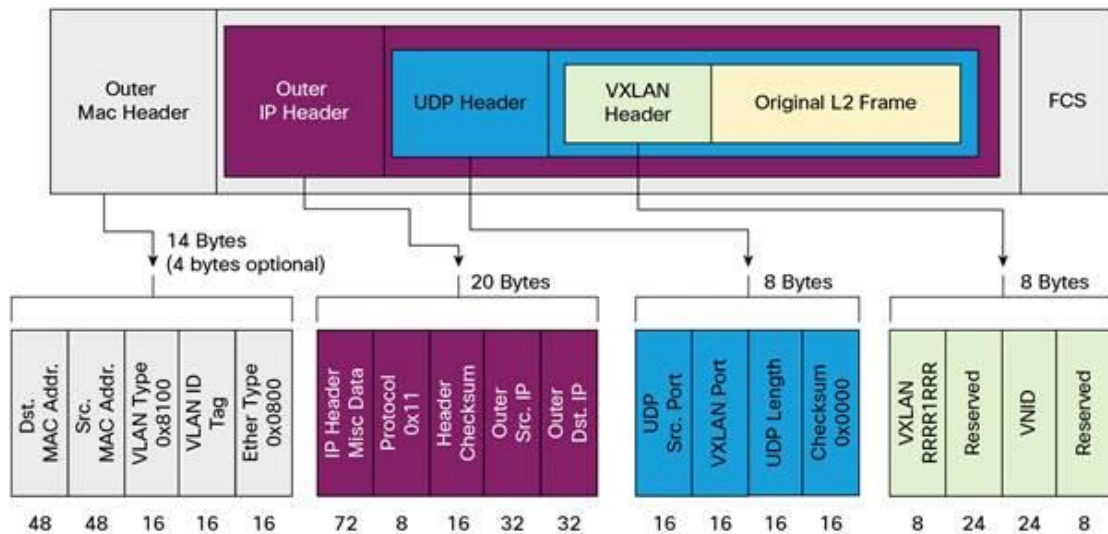 Outer
Mac Header
Outer
IP Header
UDP Header
VXLAN
Header
Original L2 Frame
FCS
14 Bytes
(4 bytes optional)
20 Bytes
8 Bytes
8 Bytes
Dst.
MAC Addr.
Src.
MAC Addr.
VLAN Type
0x8100
VLAN ID
Tag
Ether Type
0x0800
IP Header
Misc Data
Protocol
0x11
Header
Checksum
Outer
Src. IP
Outer
Dst. IP
UDP
Src. Port
VXLAN Port
UDP Length
Checksum
0x0000
VXLAN
RRRR1RRR
Reserved
VNID
Reserved
48 48 16 16 16 72 8 16 32 32 16 16 16 16 8 24 24 8